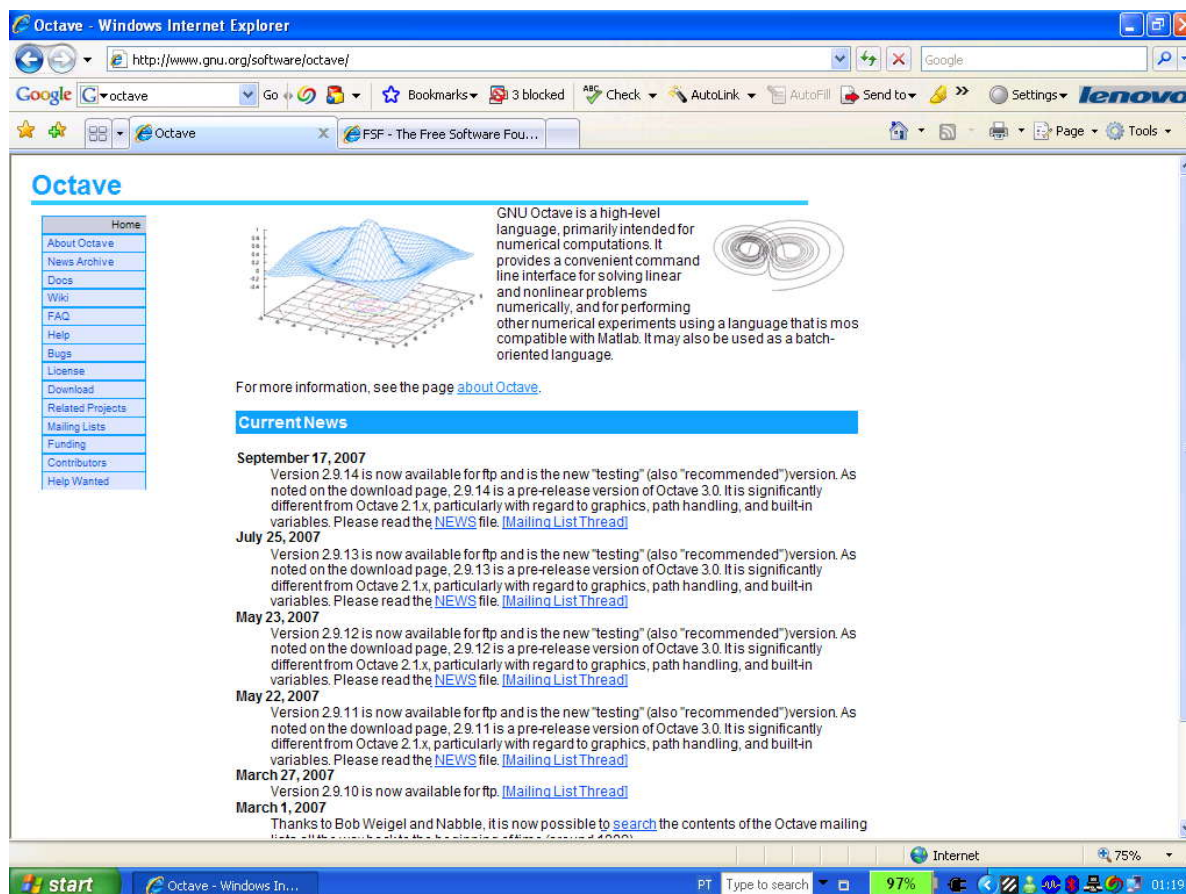 Octave - Windows Internet Explorer
http://www.gnu.org/software/octave/
Google
Google
octave
Go
Bookmarks
3 blocked
ABC
Check
AutoLink
AutoFill
Send to
Settings
lenovo
Octave
FSF - The Free Software Fou...
Page
Tools
Octave
Home
About Octave
News Archive
Docs
Wiki
FAQ
Help
Bugs
License
Download
Related Projects
Mailing Lists
Funding
Contributors
Help Wanted
GNU Octave is a high-level
language, primarily intended for
numerical computations. It
provides a convenient command
line interface for solving linear
and nonlinear problems
numerically, and for performing
other numerical experiments using a language that is mos
compatible with Matlab. It may also be used as a batch-
oriented language.
For more information, see the page about Octave.
Current News
September 17, 2007
Version 2.9.14 is now available for ftp and is the new "testing" (also "recommended")version. As
noted on the download page, 2.9.14 is a pre-release version of Octave 3.0. It is significantly
different from Octave 2.1.x, particularly with regard to graphics, path handling, and built-in
variables. Please read the NEWS file. [Mailing List Thread]
July 25, 2007
Version 2.9.13 is now available for ftp and is the new "testing" (also "recommended")version. As
noted on the download page, 2.9.13 is a pre-release version of Octave 3.0. It is significantly
different from Octave 2.1.x, particularly with regard to graphics, path handling, and built-in
variables. Please read the NEWS file. [Mailing List Thread]
May 23, 2007
Version 2.9.12 is now available for ftp and is the new "testing" (also "recommended")version. As
noted on the download page, 2.9.12 is a pre-release version of Octave 3.0. It is significantly
different from Octave 2.1.x, particularly with regard to graphics, path handling, and built-in
variables. Please read the NEWS file. [Mailing List Thread]
May 22, 2007
Version 2.9.11 is now available for ftp and is the new "testing" (also "recommended")version. As
noted on the download page, 2.9.11 is a pre-release version of Octave 3.0. It is significantly
different from Octave 2.1.x, particularly with regard to graphics, path handling, and built-in
variables. Please read the NEWS file. [Mailing List Thread]
March 27, 2007
Version 2.9.10 is now available for ftp. [Mailing List Thread]
March 1, 2007
Thanks to Bob Weigel and Nabble, it is now possible to search the contents of the Octave mailing
Internet
75%
start
Octave - Windows In...
PT
Type to search
97%
01:19